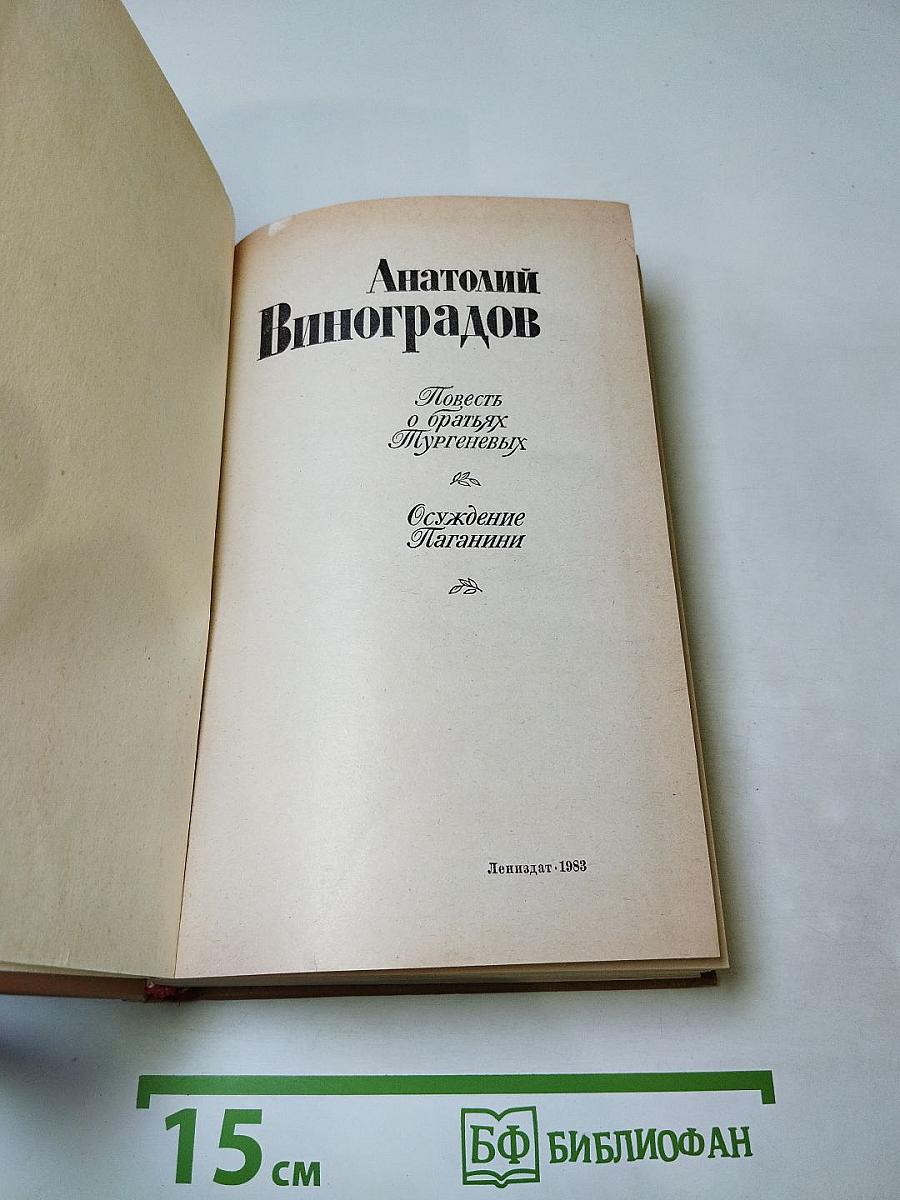 Анатолий
Виноградов
Повесть
о братьях
Тургеневых
Осуждение
Паганини
Лениздат·1983
15 см
БФ БИБЛИОФАН